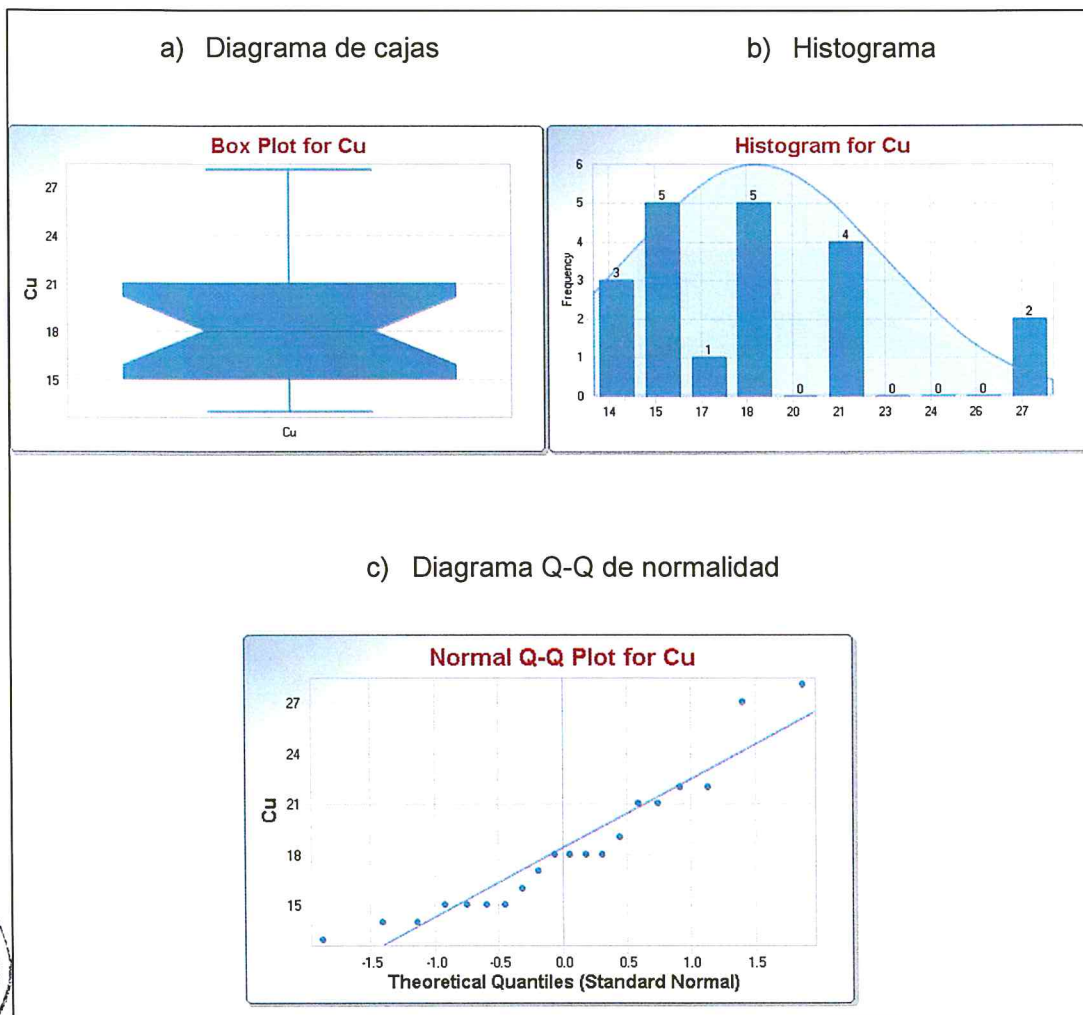 a) Diagrama de cajas
b) Histograma
Box Plot for Cu
27
24
21
18
15
Cu
Cu
Histogram for Cu
6
5
4
3
2
1
0
Frequency
3
5
1
5
0
4
0
0
0
2
14 15 17 18 20 21 23 24 26 27
c) Diagrama Q-Q de normalidad
Normal Q-Q Plot for Cu
27
24
21
18
15
Cu
-1.5 -1.0 -0.5 0.0 0.5 1.0 1.5
Theoretical Quantiles (Standard Normal)